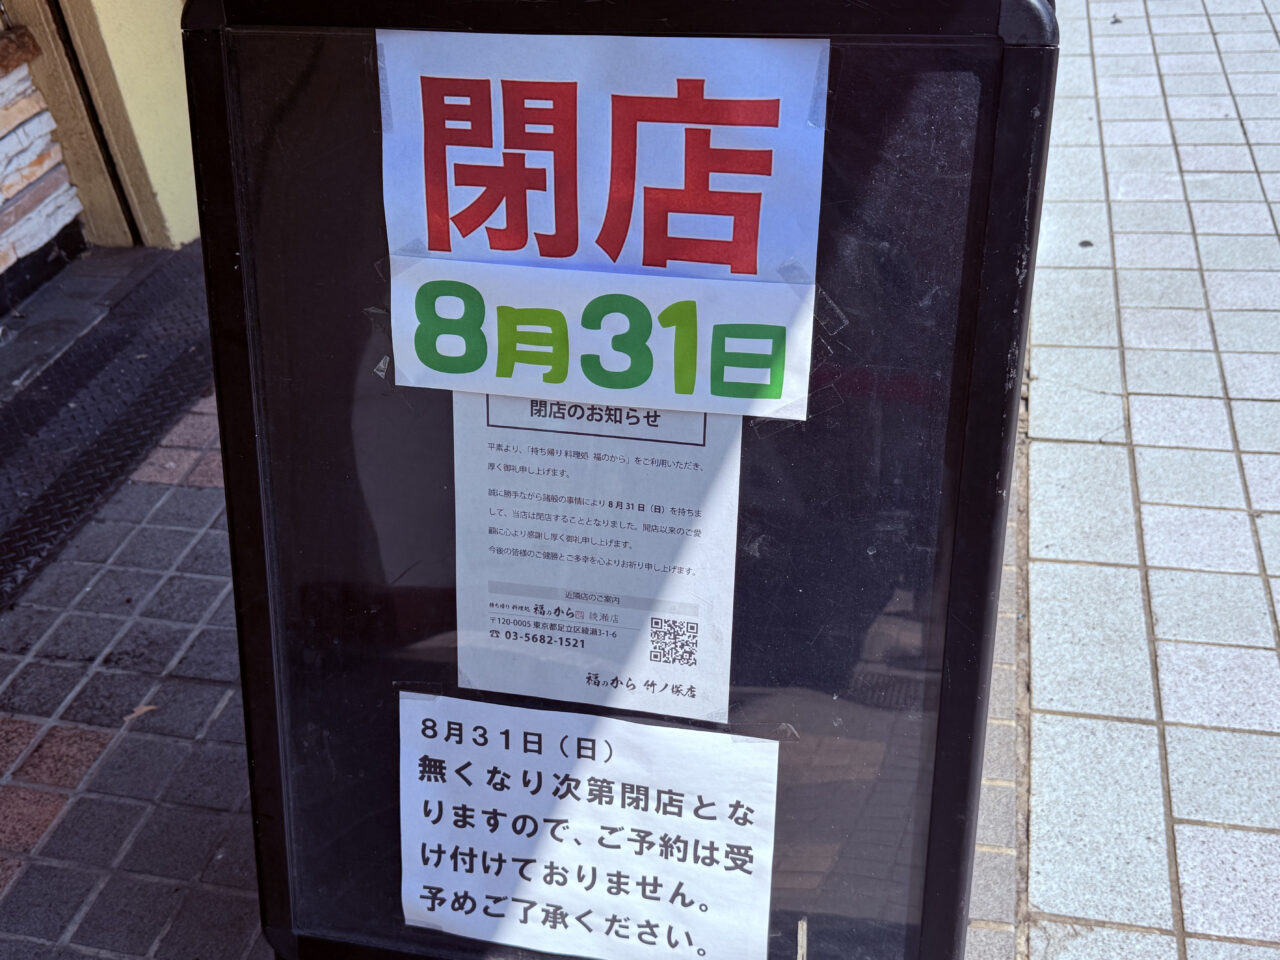 閉店
8月31日
閉店のお知らせ
平素より、「持ち帰り料理処 福のから」をご利用いただき、
厚く御礼申し上げます。
誠に勝手ながら諸般の事情により8月31日（日）を持ちま
して、当店は閉店することとなりました。開店以来のご愛
顧に心より感謝し厚く御礼申し上げます。
今後の皆様のご健勝とご多幸を心よりお祈り申し上げます。
近隣店のご案内
持ち帰り料理処 福のから 綾瀬店
〒120-0005 東京都足立区綾瀬3-1-6
☎ 03-5682-1521
福のから 竹ノ塚店
８月３１日（日）
無くなり次第閉店とな
りますので、ご予約は受
け付けておりません。
予めご了承ください。